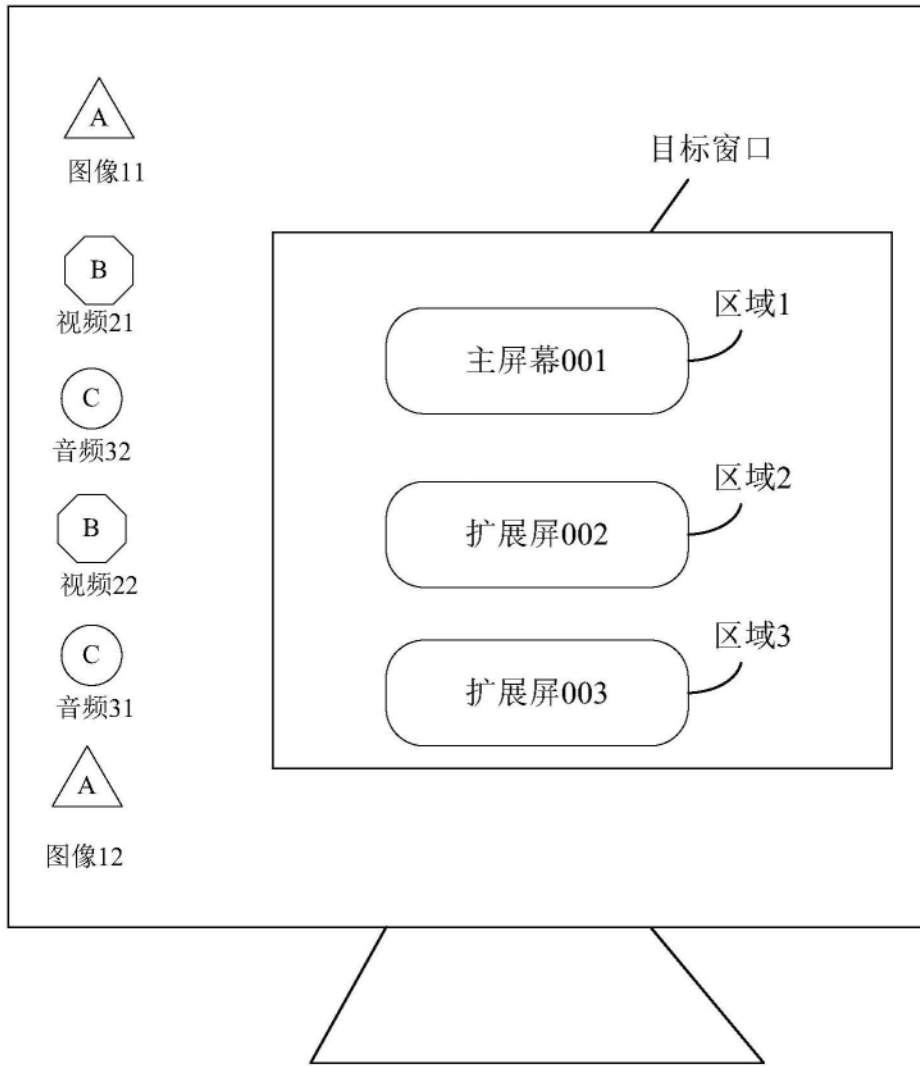 A
图像11
目标窗口
B
视频21
区域1
主屏幕001
C
音频32
区域2
B
扩展屏002
视频22
区域3
C
扩展屏003
音频31
A
图像12